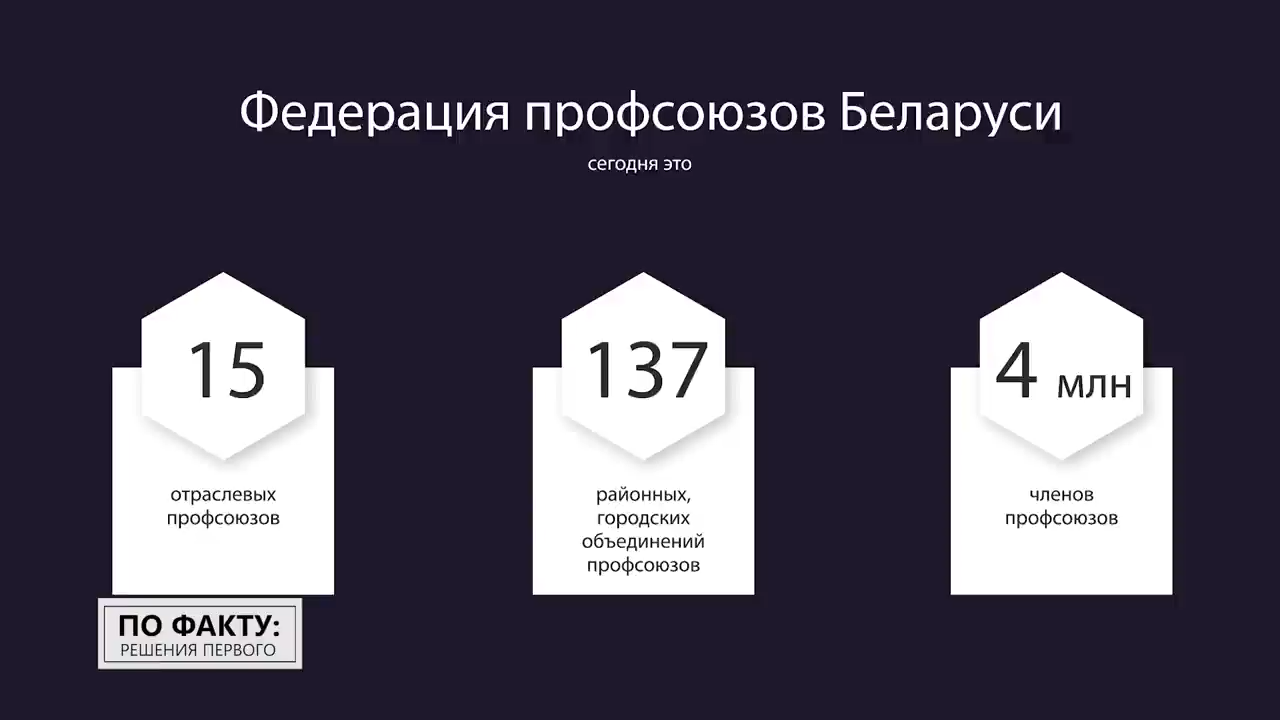 Федерация профсоюзов Беларуси
сегодня это
15
отраслевых
профсоюзов
137
районных,
городских
объединений
профсоюзов
4 млн
членов
профсоюзов
ПО ФАКТУ:
РЕШЕНИЯ ПЕРВОГО